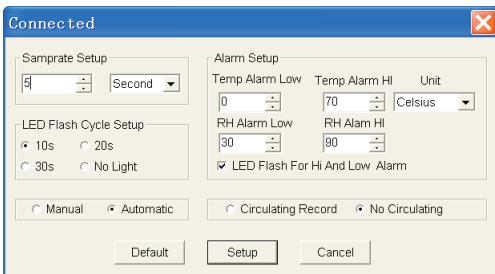 Connected
Samprate Setup
5 Second
LED Flash Cycle Setup
10s 20s
30s No Light
Alarm Setup
Temp Alarm Low Temp Alarm HI Unit
0 70 Celsius
RH Alarm Low RH Alam HI
30 90
LED Flash For Hi And Low Alarm
Manual Automatic
Circulating Record No Circulating
Default Setup Cancel